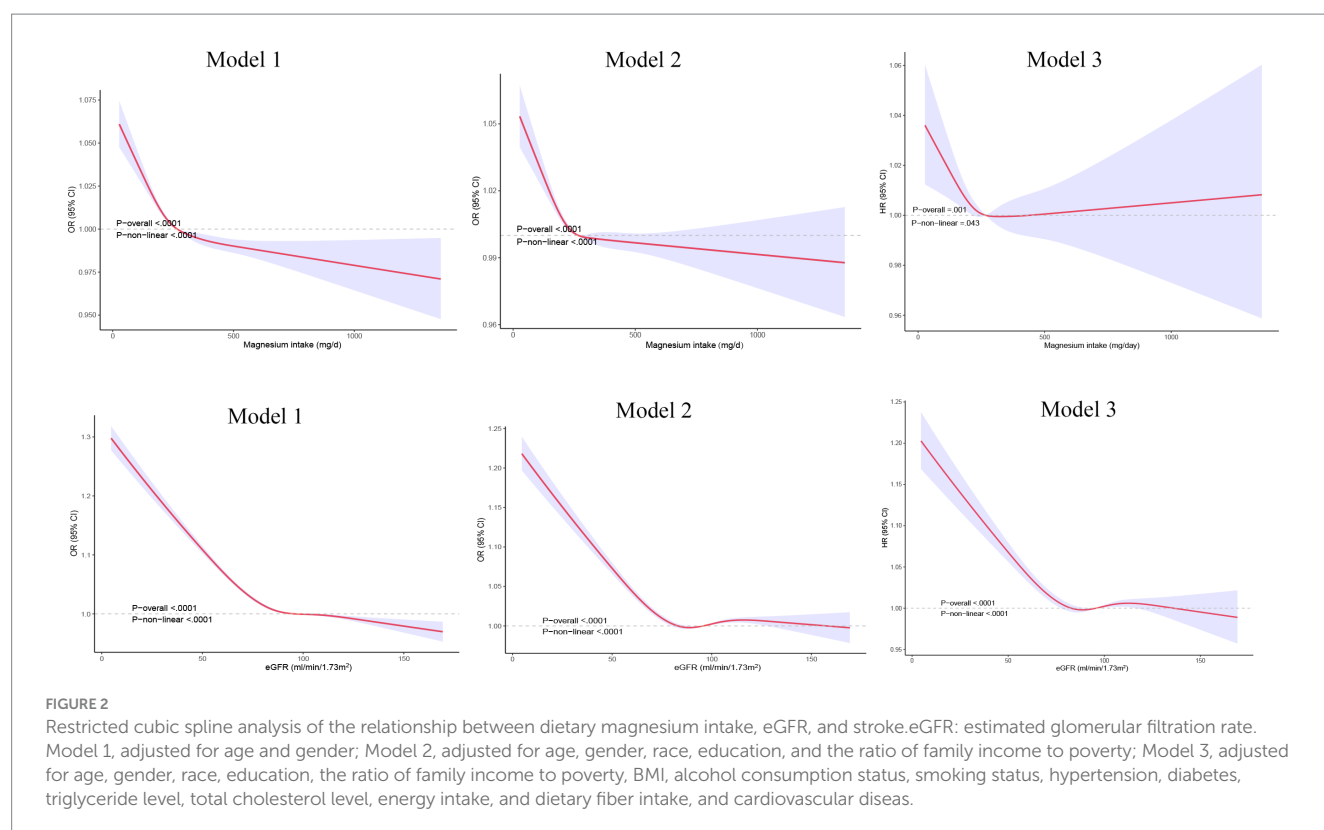 Model 1
Model 2
Model 3
OR (95% CI)
1.075
1.050
1.025
1.000
0.975
0.950
P-overall <.0001
P-non-linear <.0001
0
500
1000
Magnesium intake (mg/d)
OR (95% CI)
1.05
1.02
0.99
0.96
P-overall <.0001
P-non-linear <.0001
0
500
1000
Magnesium intake (mg/d)
HR (95% CI)
1.06
1.04
1.02
1.00
0.98
0.96
P-overall =.001
P-non-linear =.043
0
500
1000
Magnesium intake (mg/day)
Model 1
Model 2
Model 3
OR (95% CI)
1.3
1.2
1.1
1.0
P-overall <.0001
P-non-linear <.0001
0
50
100
150
eGFR (ml/min/1.73m²)
OR (95% CI)
1.25
1.20
1.15
1.10
1.05
1.00
P-overall <.0001
P-non-linear <.0001
0
50
100
150
eGFR (ml/min/1.73m²)
HR (95% CI)
1.25
1.20
1.15
1.10
1.05
1.00
0.95
P-overall <.0001
P-non-linear <.0001
0
50
100
150
eGFR (ml/min/1.73m²)
FIGURE 2
Restricted cubic spline analysis of the relationship between dietary magnesium intake, eGFR, and stroke.eGFR: estimated glomerular filtration rate.
Model 1, adjusted for age and gender; Model 2, adjusted for age, gender, race, education, and the ratio of family income to poverty; Model 3, adjusted
for age, gender, race, education, the ratio of family income to poverty, BMI, alcohol consumption status, smoking status, hypertension, diabetes,
triglyceride level, total cholesterol level, energy intake, and dietary fiber intake, and cardiovascular diseas.